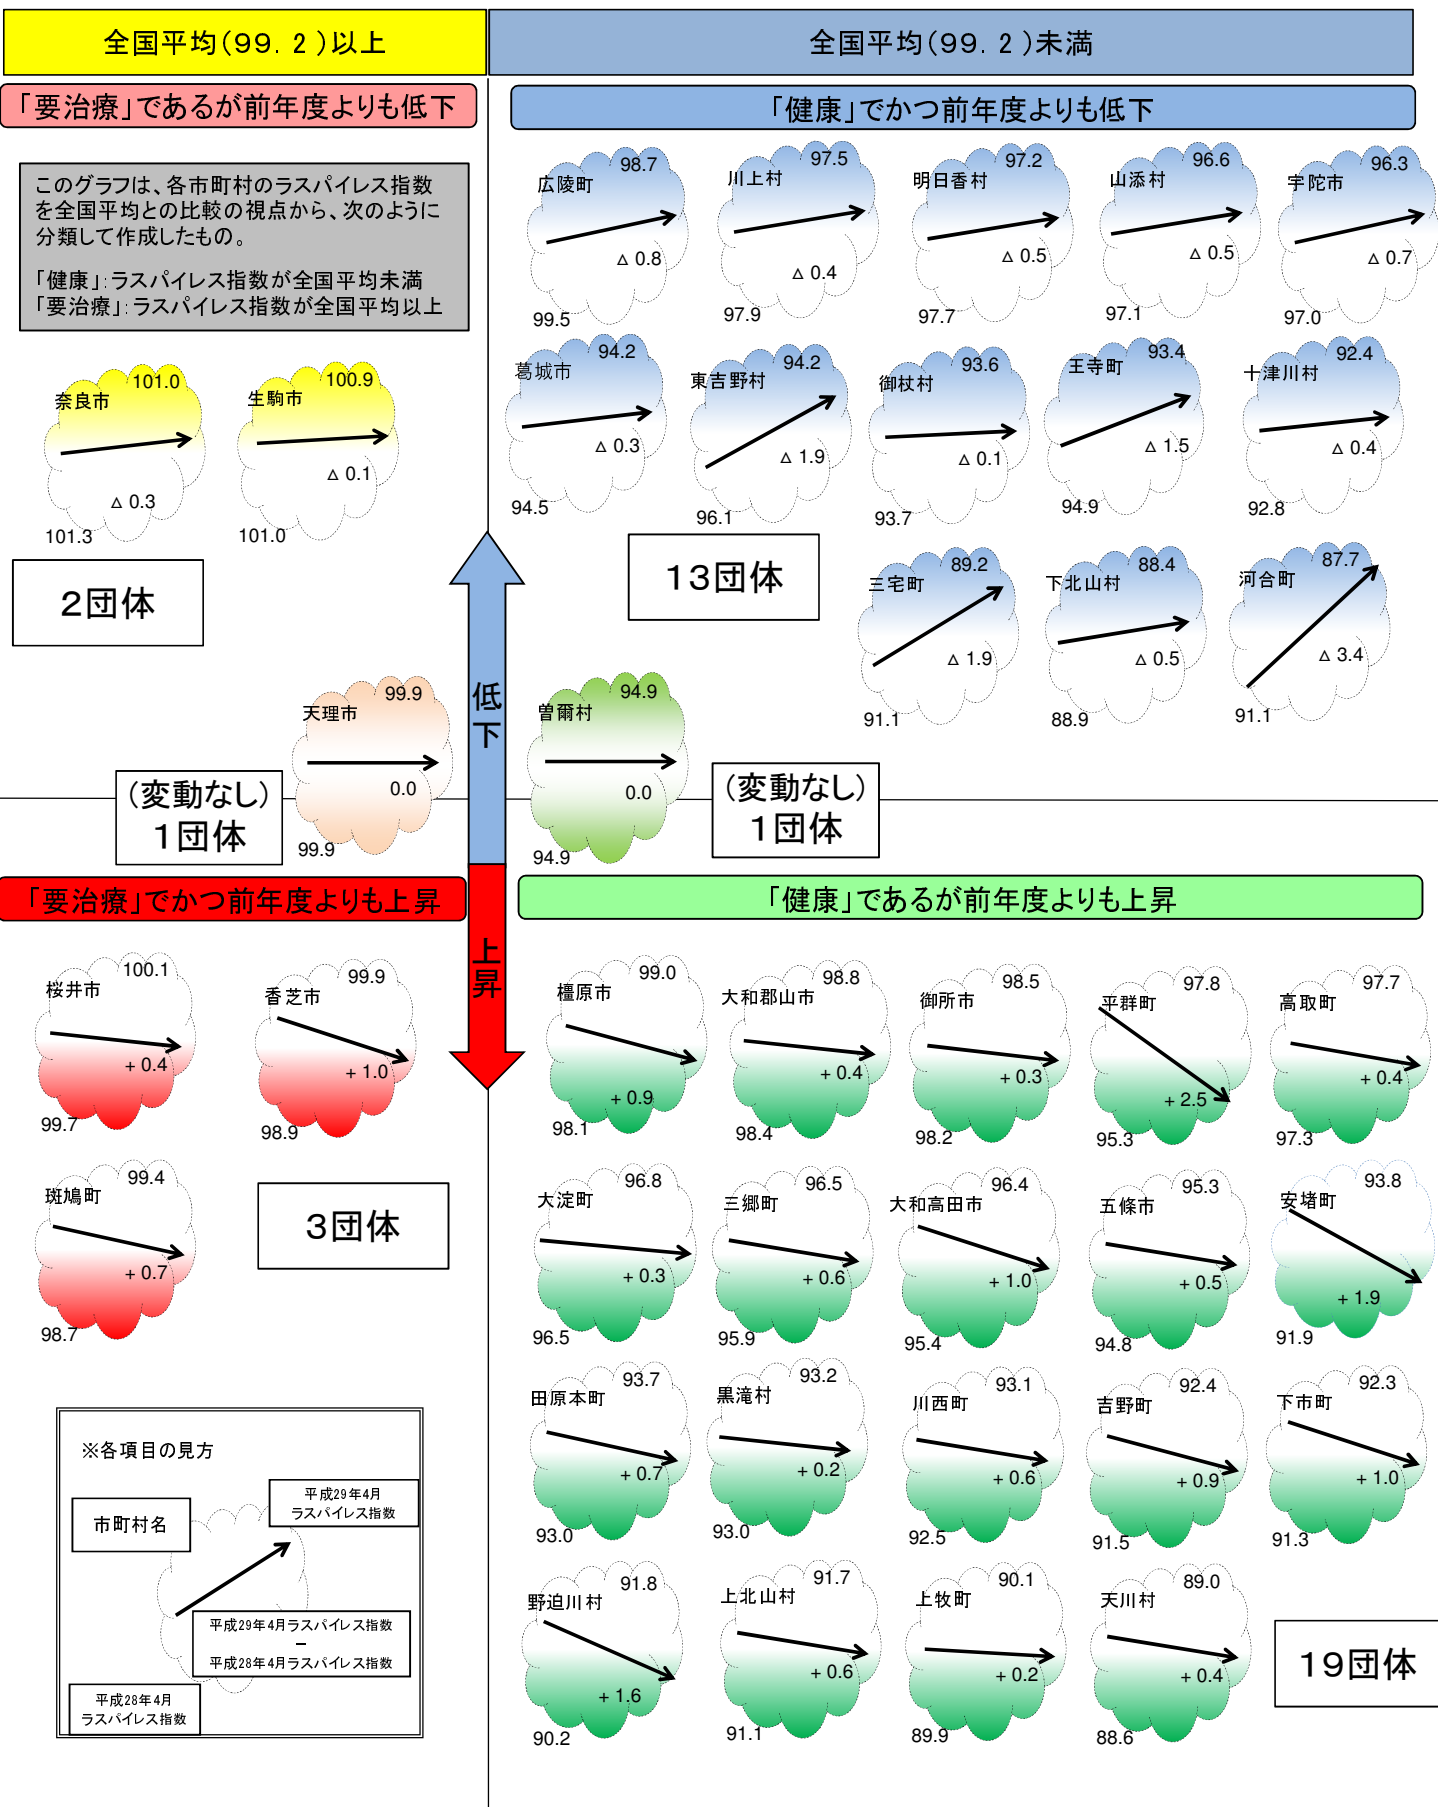 全国平均(99.2)以上
全国平均(99.2)未満
「要治療」であるが前年度よりも低下
「健康」でかつ前年度よりも低下
このグラフは、各市町村のラスパイレス指数
を全国平均との比較の視点から、次のように
分類して作成したもの。
「健康」:ラスパイレス指数が全国平均未満
「要治療」:ラスパイレス指数が全国平均以上
奈良市
101.0
△ 0.3
101.3
生駒市
100.9
△ 0.1
101.0
2団体
広陵町
98.7
△ 0.8
99.5
川上村
97.5
△ 0.4
97.9
明日香村
97.2
△ 0.5
97.7
山添村
96.6
△ 0.5
97.1
宇陀市
96.3
△ 0.7
97.0
葛城市
94.2
△ 0.3
94.5
東吉野村
94.2
△ 1.9
96.1
御杖村
93.6
△ 0.1
93.7
王寺町
93.4
△ 1.5
94.9
十津川村
92.4
△ 0.4
92.8
13団体
三宅町
89.2
△ 1.9
91.1
下北山村
88.4
△ 0.5
88.9
河合町
87.7
△ 3.4
91.1
低下
天理市
99.9
0.0
99.9
(変動なし)
1団体
曽爾村
94.9
0.0
94.9
(変動なし)
1団体
上昇
「要治療」でかつ前年度よりも上昇
「健康」であるが前年度よりも上昇
桜井市
100.1
+ 0.4
99.7
香芝市
99.9
+ 1.0
98.9
斑鳩町
99.4
+ 0.7
98.7
3団体
橿原市
99.0
+ 0.9
98.1
大和郡山市
98.8
+ 0.4
98.4
御所市
98.5
+ 0.3
98.2
平群町
97.8
+ 2.5
95.3
高取町
97.7
+ 0.4
97.3
大淀町
96.8
+ 0.3
96.5
三郷町
96.5
+ 0.6
95.9
大和高田市
96.4
+ 1.0
95.4
五條市
95.3
+ 0.5
94.8
安堵町
93.8
+ 1.9
91.9
田原本町
93.7
+ 0.7
93.0
黒滝村
93.2
+ 0.2
93.0
川西町
93.1
+ 0.6
92.5
吉野町
92.4
+ 0.9
91.5
下市町
92.3
+ 1.0
91.3
野迫川村
91.8
+ 1.6
90.2
上北山村
91.7
+ 0.6
91.1
上牧町
90.1
+ 0.2
89.9
天川村
89.0
+ 0.4
88.6
19団体
※各項目の見方
市町村名
平成29年4月
ラスパイレス指数
平成29年4月ラスパイレス指数
－
平成28年4月ラスパイレス指数
平成28年4月
ラスパイレス指数